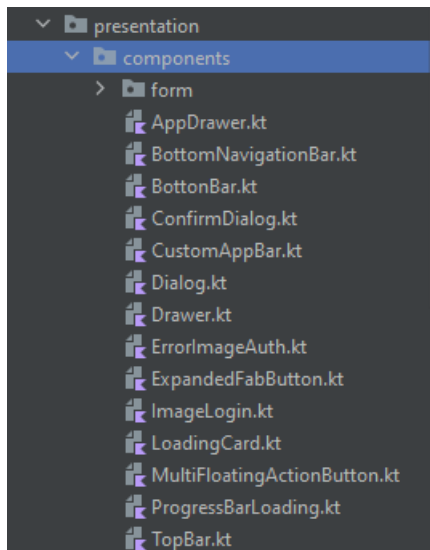 presentation
components
form
AppDrawer.kt
BottomNavigationBar.kt
BottonBar.kt
ConfirmDialog.kt
CustomAppBar.kt
Dialog.kt
Drawer.kt
ErrorImageAuth.kt
ExpandedFabButton.kt
ImageLogin.kt
LoadingCard.kt
MultiFloatingActionButton.kt
ProgressBarLoading.kt
TopBar.kt